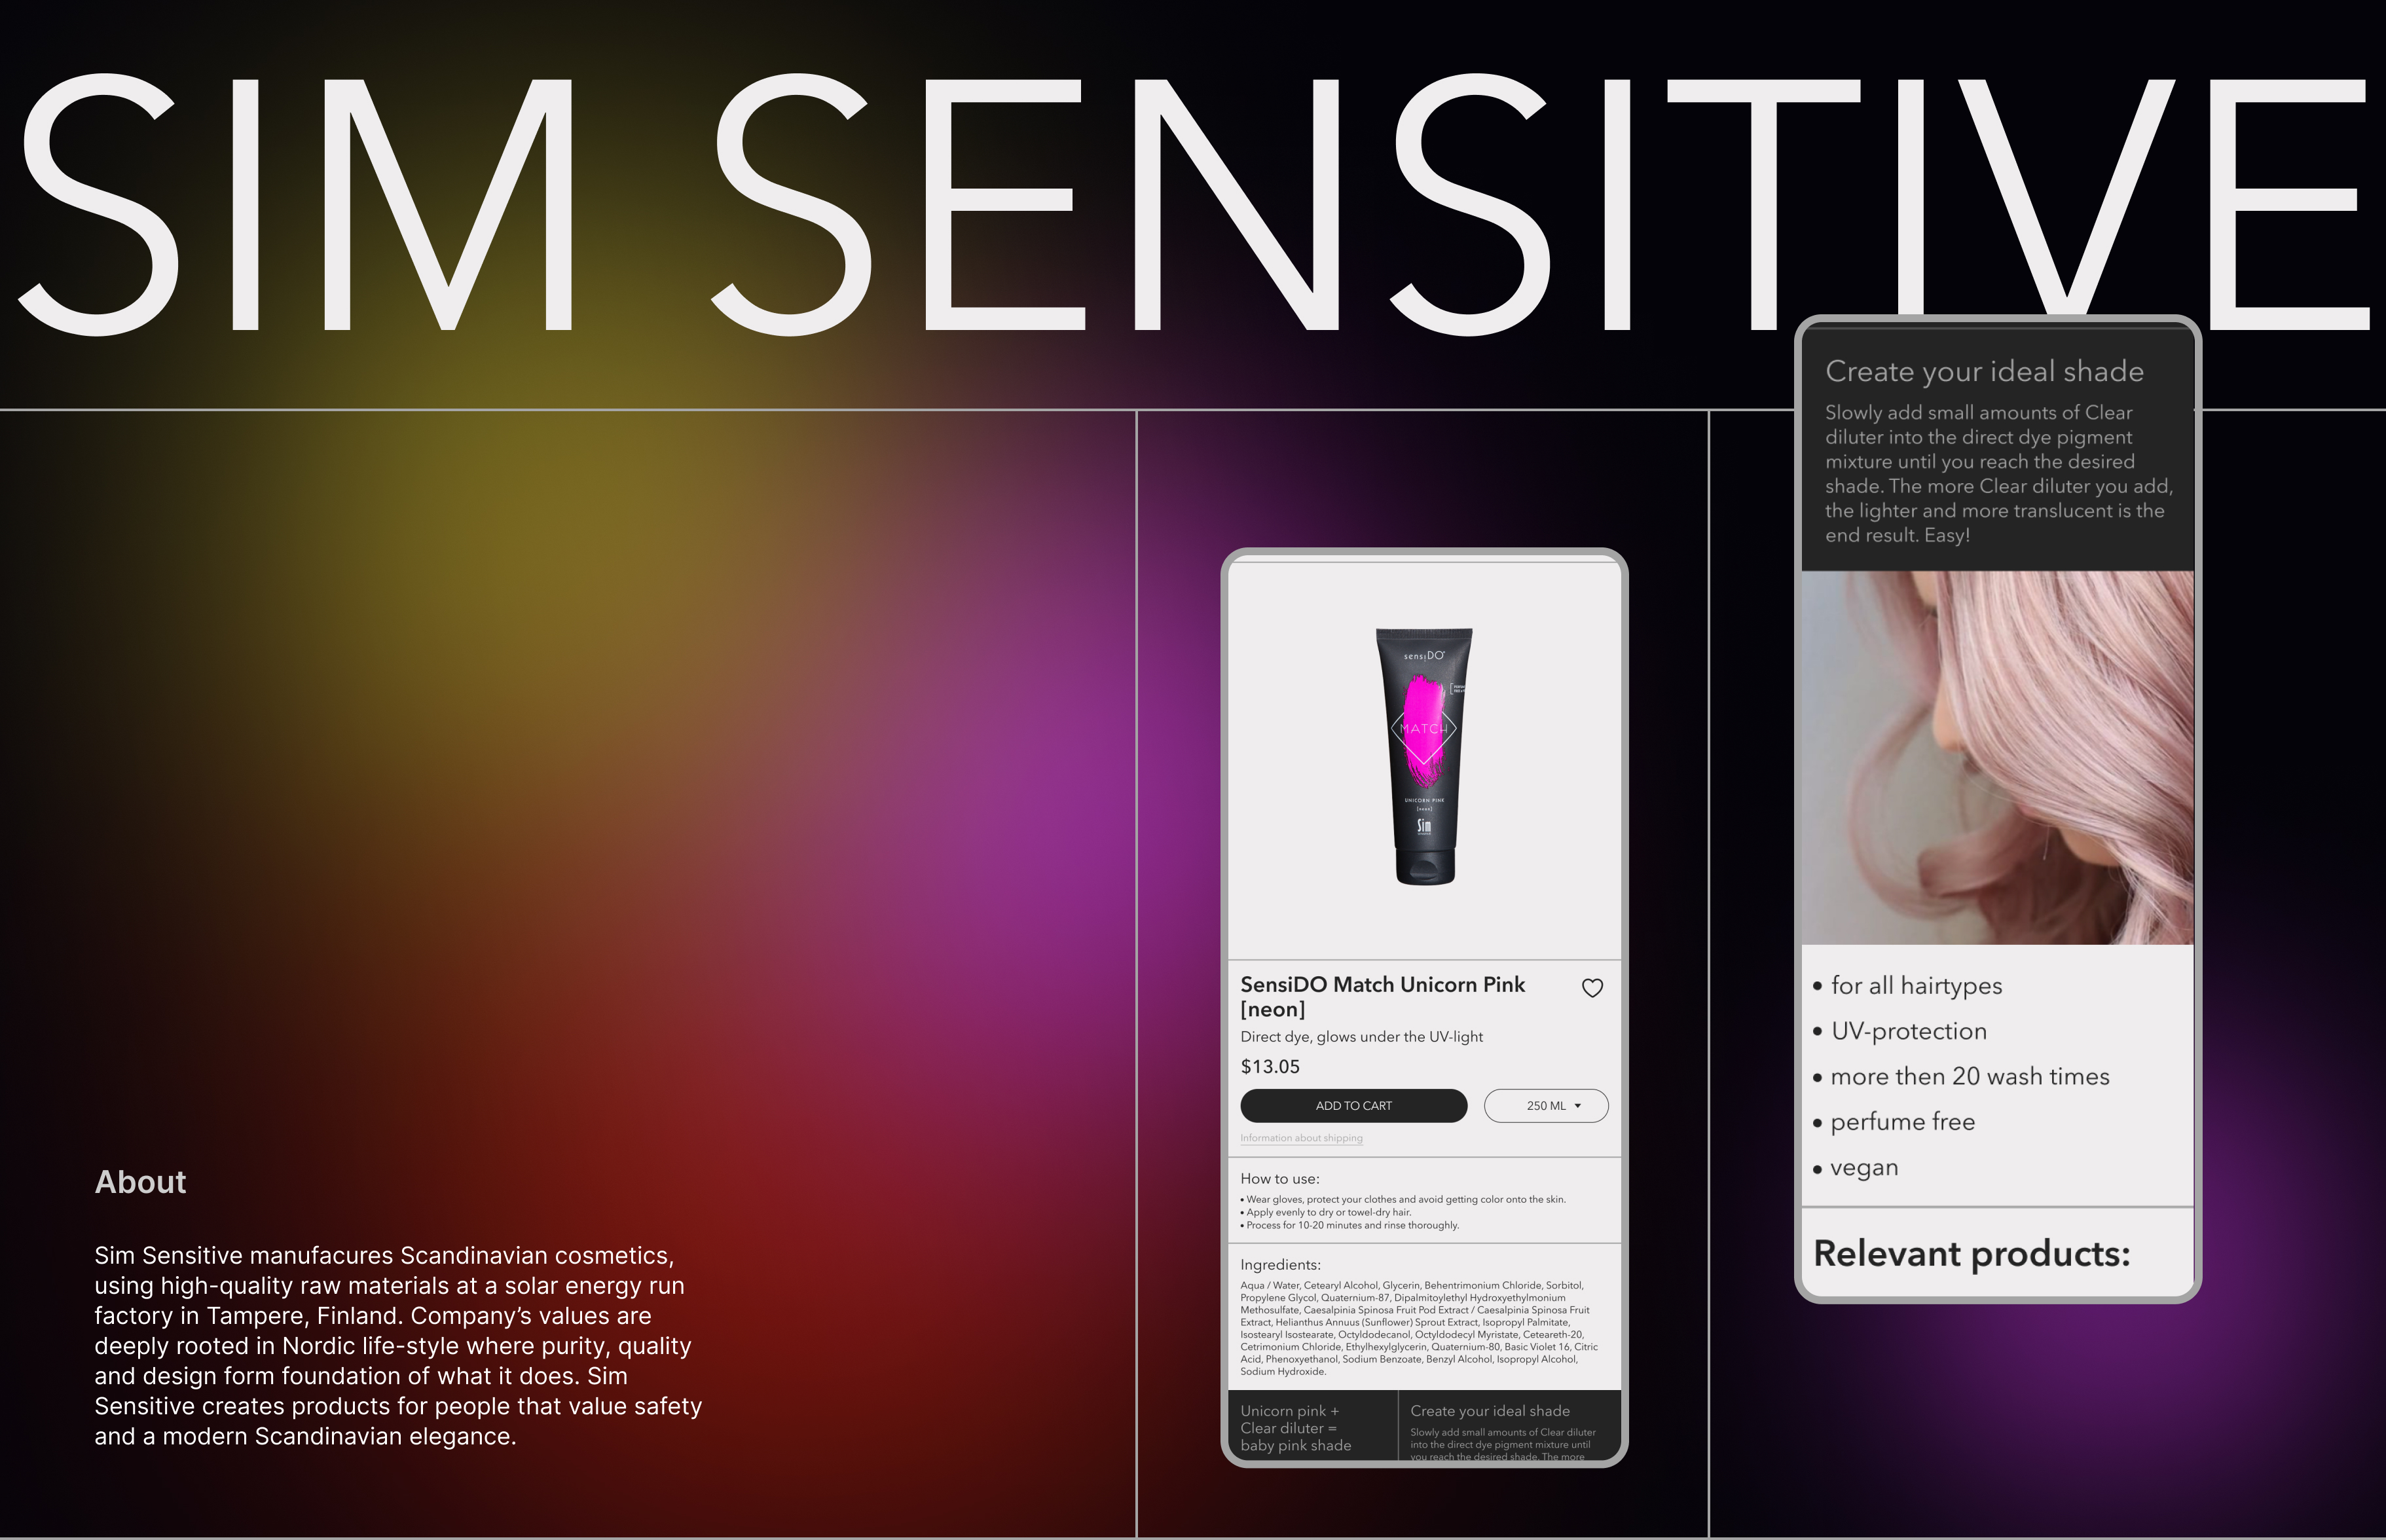 SIM SENSITIVE
About
Sim Sensitive manufacures Scandinavian cosmetics,
using high-quality raw materials at a solar energy run
factory in Tampere, Finland. Company’s values are
deeply rooted in Nordic life-style where purity, quality
and design form foundation of what it does. Sim
Sensitive creates products for people that value safety
and a modern Scandinavian elegance.
sensiDO
MATCH
UNICORN PINK
[neon]
Sim
SensiDO Match Unicorn Pink
[neon]
Direct dye, glows under the UV-light
$13.05
ADD TO CART
250 ML
Information about shipping
How to use:
• Wear gloves, protect your clothes and avoid getting color onto the skin.
• Apply evenly to dry or towel-dry hair.
• Process for 10-20 minutes and rinse thoroughly.
Ingredients:
Aqua / Water, Cetearyl Alcohol, Glycerin, Behentrimonium Chloride, Sorbitol,
Propylene Glycol, Quaternium-87, Dipalmitoylethyl Hydroxyethylmonium
Methosulfate, Caesalpinia Spinosa Fruit Pod Extract / Caesalpinia Spinosa Fruit
Extract, Helianthus Annuus (Sunflower) Sprout Extract, Isopropyl Palmitate,
Isostearyl Isostearate, Octyldodecanol, Octyldodecyl Myristate, Ceteareth-20,
Cetrimonium Chloride, Ethylhexylglycerin, Quaternium-80, Basic Violet 16, Citric
Acid, Phenoxyethanol, Sodium Benzoate, Benzyl Alcohol, Isopropyl Alcohol,
Sodium Hydroxide.
Unicorn pink +
Clear diluter =
baby pink shade
Create your ideal shade
Slowly add small amounts of Clear diluter
into the direct dye pigment mixture until
you reach the desired shade. The more
Create your ideal shade
Slowly add small amounts of Clear
diluter into the direct dye pigment
mixture until you reach the desired
shade. The more Clear diluter you add,
the lighter and more translucent is the
end result. Easy!
• for all hairtypes
• UV-protection
• more then 20 wash times
• perfume free
• vegan
Relevant products: